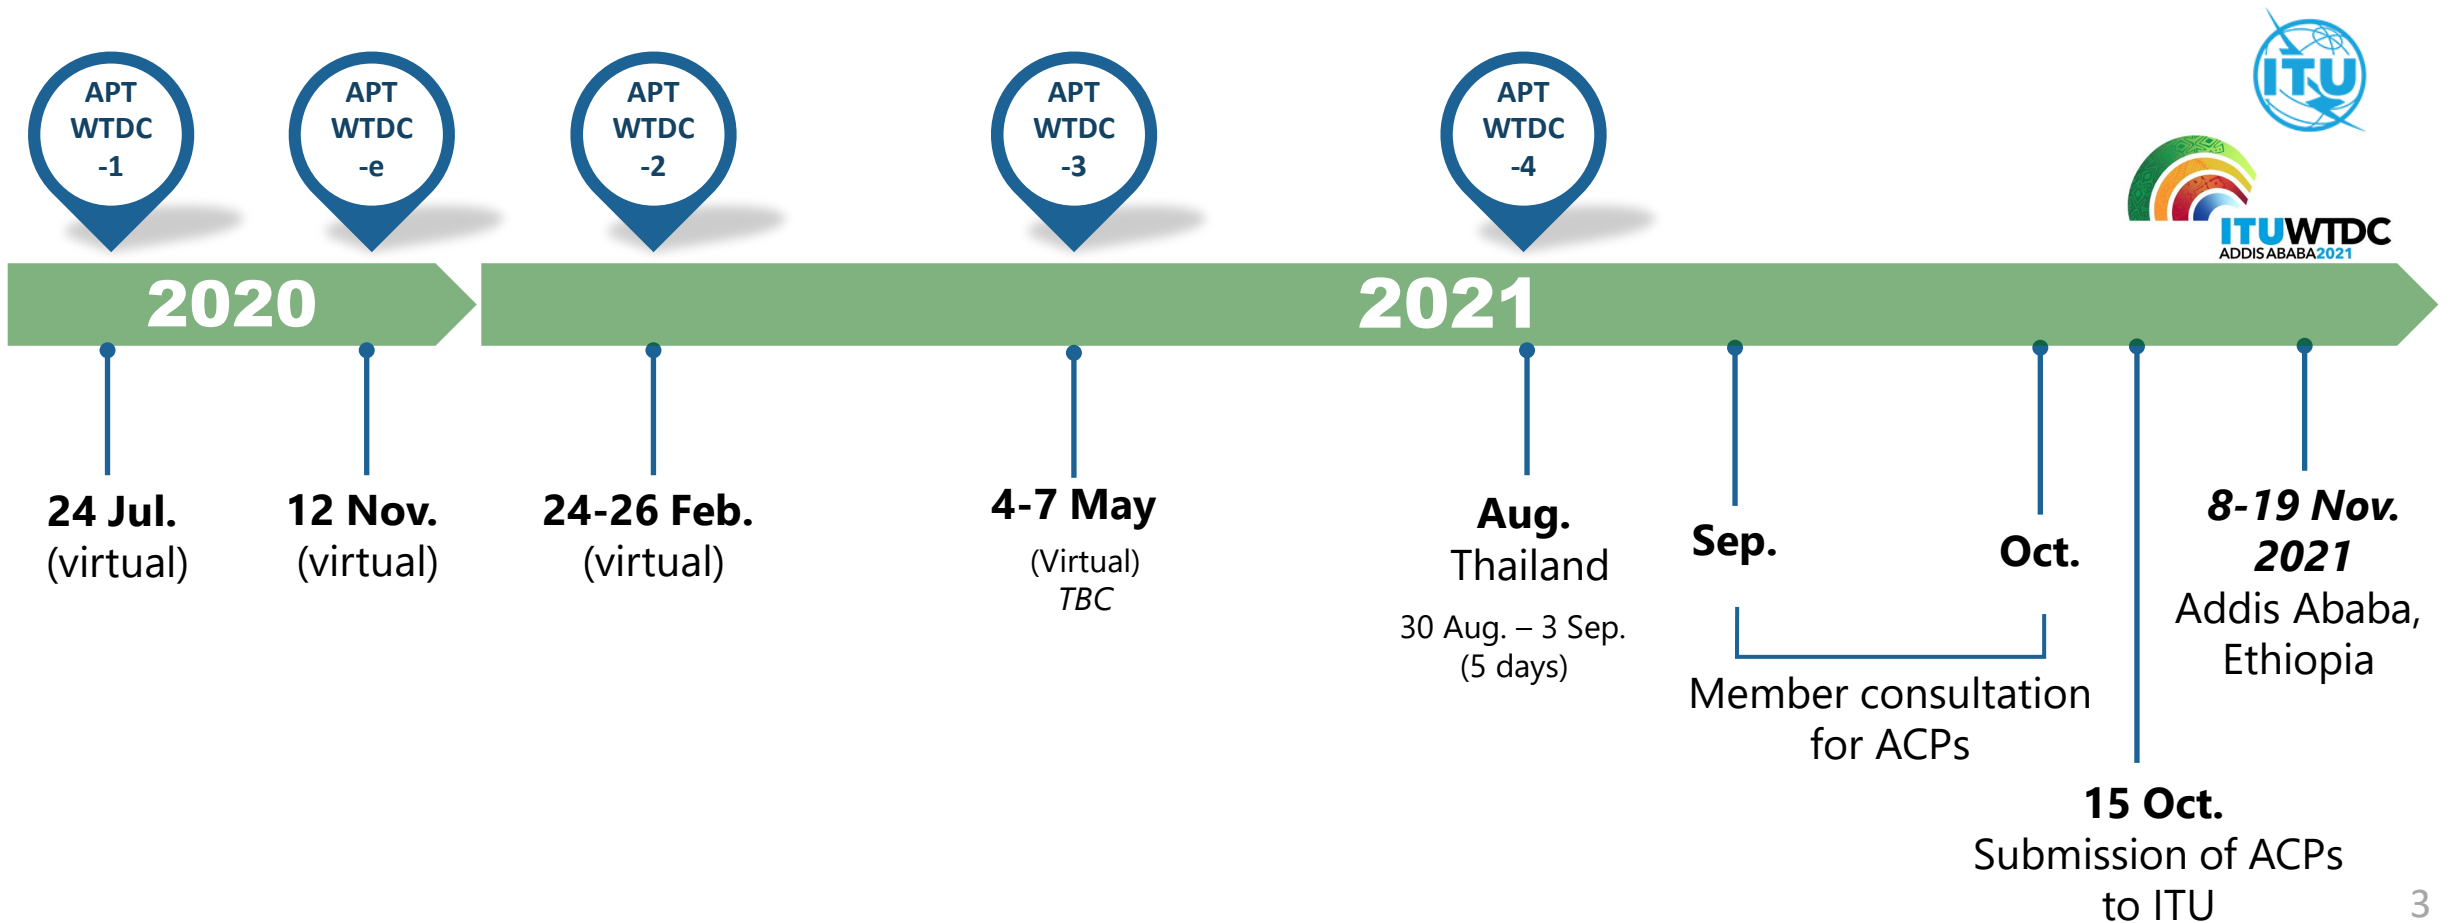 APT
WTDC
-1
APT
WTDC
-e
APT
WTDC
-2
APT
WTDC
-3
APT
WTDC
-4
ITU
ITUWTDC
ADDISABABA2021
2020
2021
24 Jul.
(virtual)
12 Nov.
(virtual)
24-26 Feb.
(virtual)
4-7 May
(Virtual)
TBC
Aug.
Thailand
30 Aug. – 3 Sep.
(5 days)
Sep.
Oct.
Member consultation
for ACPs
15 Oct.
Submission of ACPs
to ITU
8-19 Nov.
2021
Addis Ababa,
Ethiopia
3